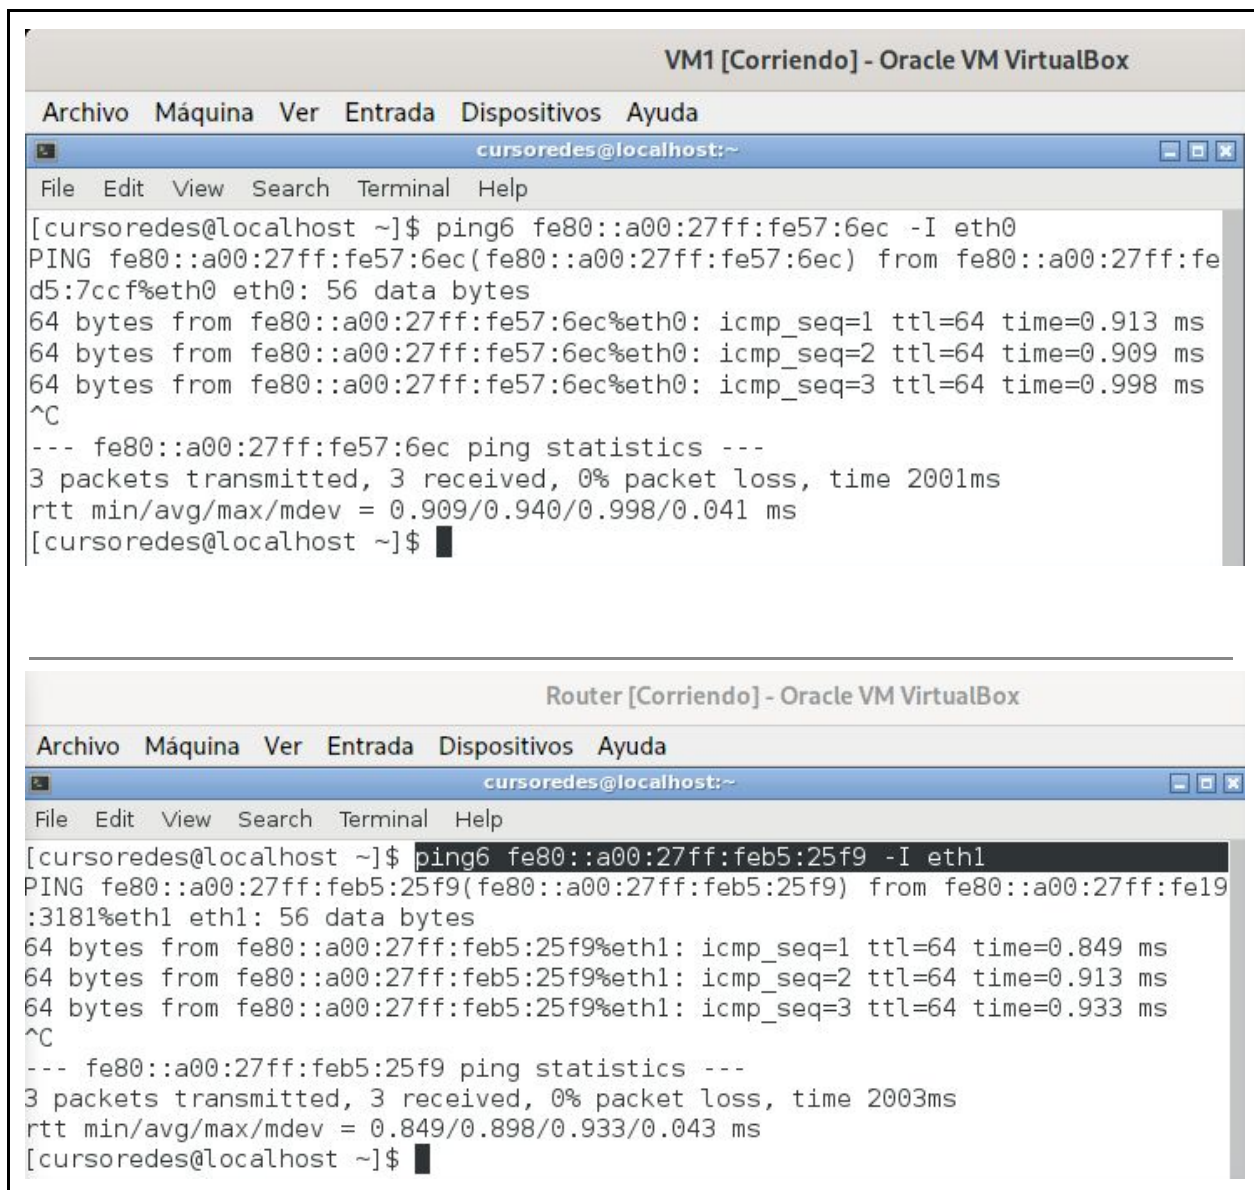 VM1 [Corriendo] - Oracle VM VirtualBox
Archivo Máquina Ver Entrada Dispositivos Ayuda
cursoredes@localhost:~
File Edit View Search Terminal Help
[cursoredes@localhost ~]$ ping6 fe80::a00:27ff:fe57:6ec -I eth0
PING fe80::a00:27ff:fe57:6ec(fe80::a00:27ff:fe57:6ec) from fe80::a00:27ff:fe
d5:7ccf%eth0 eth0: 56 data bytes
64 bytes from fe80::a00:27ff:fe57:6ec%eth0: icmp_seq=1 ttl=64 time=0.913 ms
64 bytes from fe80::a00:27ff:fe57:6ec%eth0: icmp_seq=2 ttl=64 time=0.909 ms
64 bytes from fe80::a00:27ff:fe57:6ec%eth0: icmp_seq=3 ttl=64 time=0.998 ms
^C
--- fe80::a00:27ff:fe57:6ec ping statistics ---
3 packets transmitted, 3 received, 0% packet loss, time 2001ms
rtt min/avg/max/mdev = 0.909/0.940/0.998/0.041 ms
[cursoredes@localhost ~]$
Router [Corriendo] - Oracle VM VirtualBox
Archivo Máquina Ver Entrada Dispositivos Ayuda
cursoredes@localhost:~
File Edit View Search Terminal Help
[cursoredes@localhost ~]$ ping6 fe80::a00:27ff:feb5:25f9 -I eth1
PING fe80::a00:27ff:feb5:25f9(fe80::a00:27ff:feb5:25f9) from fe80::a00:27ff:fe19
:3181%eth1 eth1: 56 data bytes
64 bytes from fe80::a00:27ff:feb5:25f9%eth1: icmp_seq=1 ttl=64 time=0.849 ms
64 bytes from fe80::a00:27ff:feb5:25f9%eth1: icmp_seq=2 ttl=64 time=0.913 ms
64 bytes from fe80::a00:27ff:feb5:25f9%eth1: icmp_seq=3 ttl=64 time=0.933 ms
^C
--- fe80::a00:27ff:feb5:25f9 ping statistics ---
3 packets transmitted, 3 received, 0% packet loss, time 2003ms
rtt min/avg/max/mdev = 0.849/0.898/0.933/0.043 ms
[cursoredes@localhost ~]$